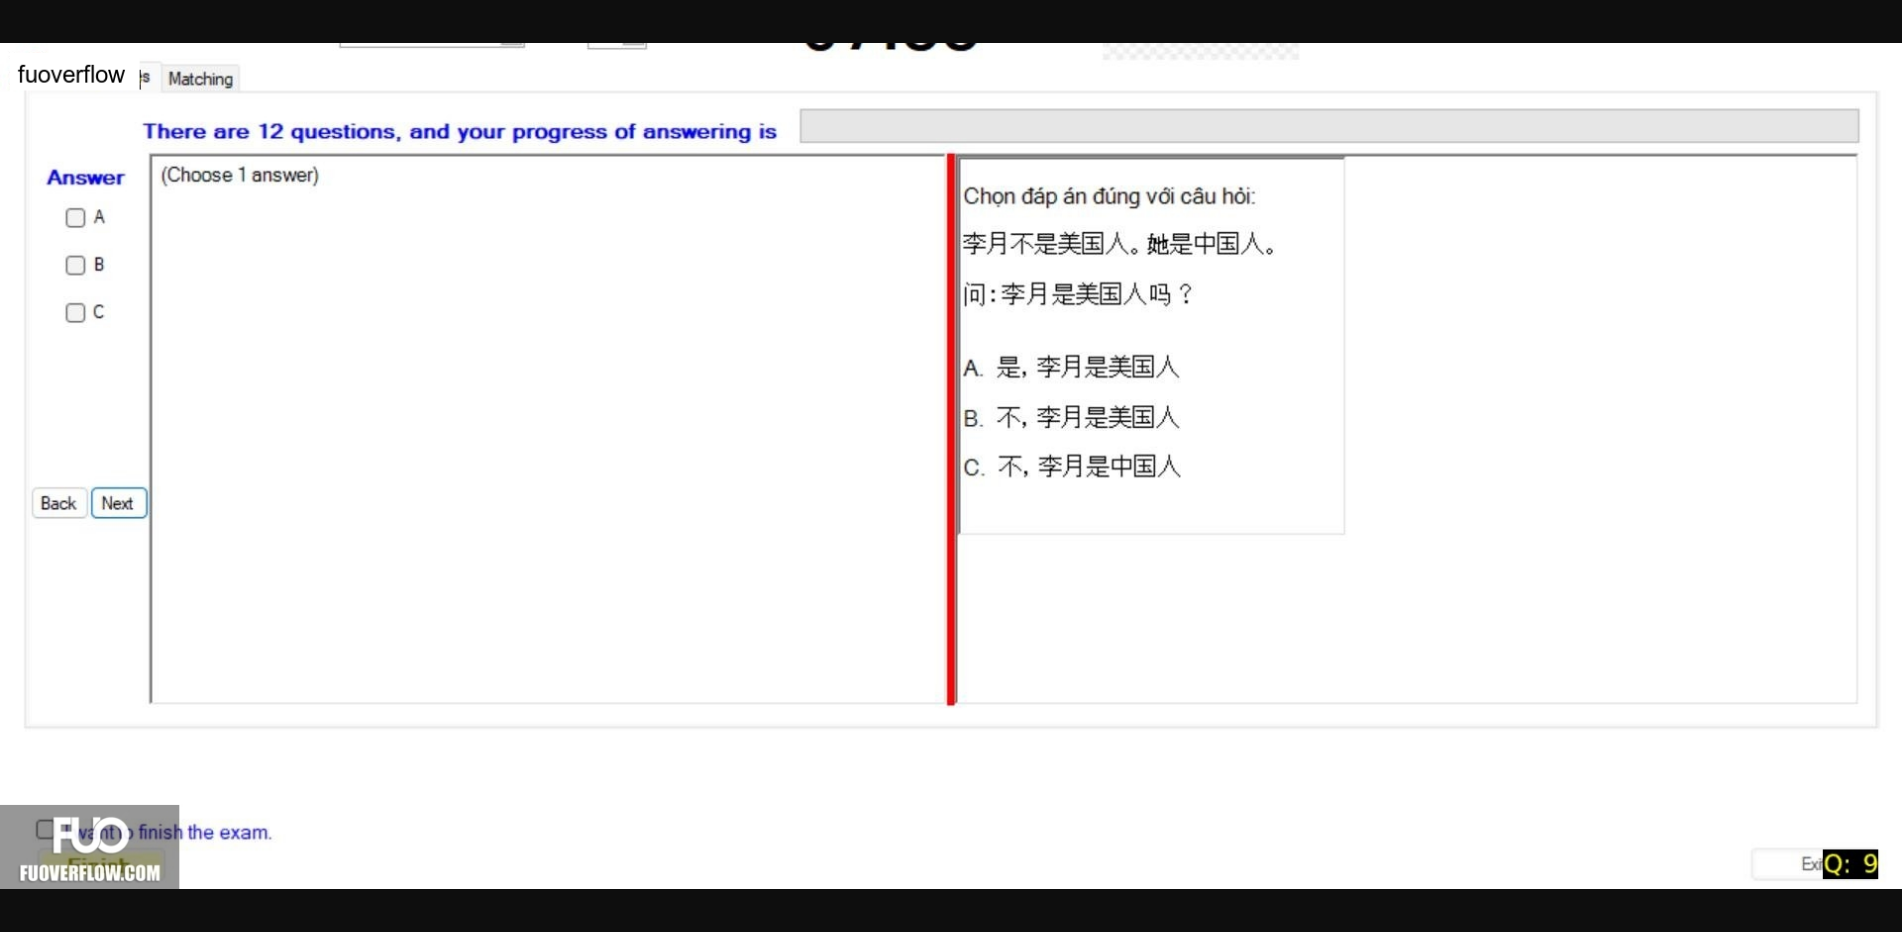 fuoverflow
Matching
There are 12 questions, and your progress of answering is
Answer
(Choose 1 answer)
A
B
C
Back
Next
Chọn đáp án đúng với câu hỏi:
李月不是美国人。她是中国人。
问:李月是美国人吗?
A. 是, 李月是美国人
B. 不, 李月是美国人
C. 不, 李月是中国人
finish the exam.
FUO
FUOVERFLOW.COM
Q: 9